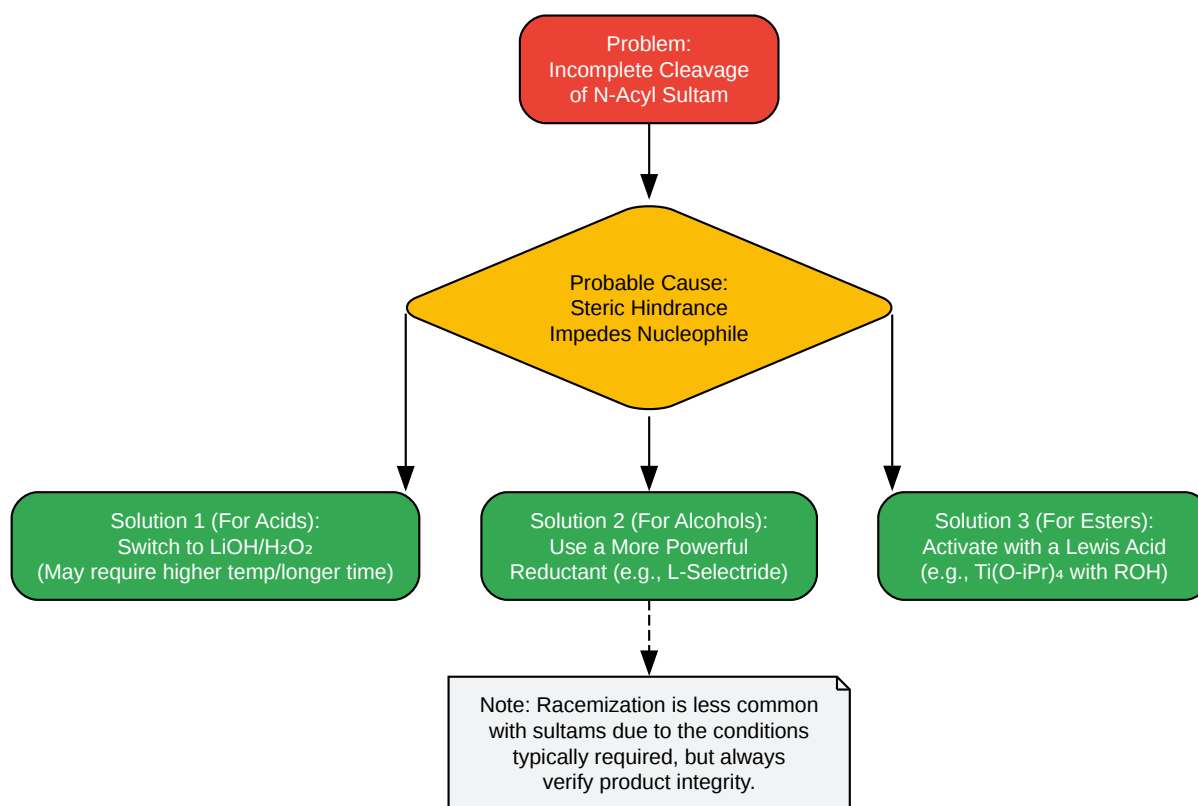 Problem:
Incomplete Cleavage
of N-Acyl Sultam
Probable Cause:
Steric Hindrance
Impedes Nucleophile
Solution 1 (For Acids):
Switch to LiOH/H₂O₂
(May require higher temp/longer time)
Solution 2 (For Alcohols):
Use a More Powerful
Reductant (e.g., L-Selectride)
Solution 3 (For Esters):
Activate with a Lewis Acid
(e.g., Ti(O-iPr)₄ with ROH)
Note: Racemization is less common
with sultams due to the conditions
typically required, but always
verify product integrity.